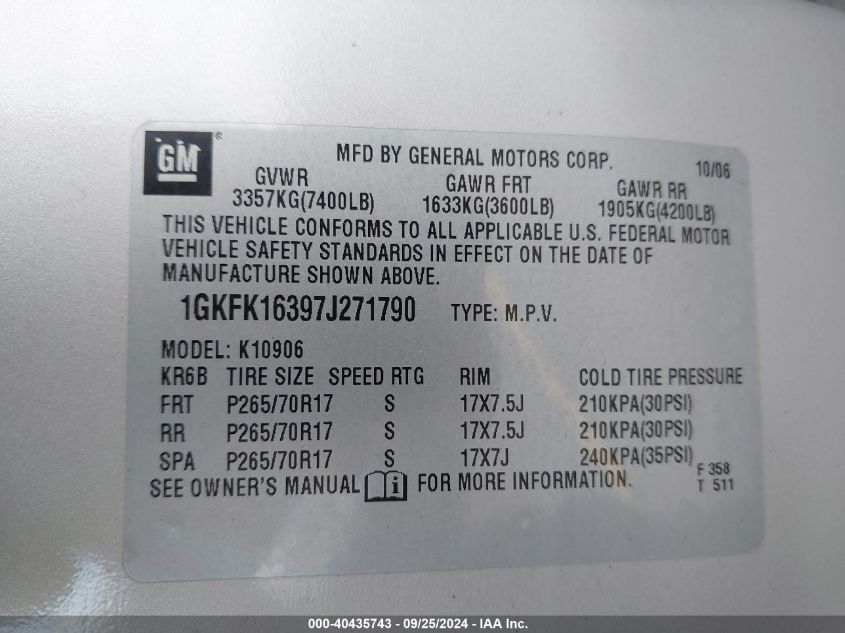 GM
MFD BY GENERAL MOTORS CORP. 10/06
GVWR GAWR FRT GAWR RR
3357KG(7400LB) 1633KG(3600LB) 1905KG(4200LB)
THIS VEHICLE CONFORMS TO ALL APPLICABLE U.S. FEDERAL MOTOR
VEHICLE SAFETY STANDARDS IN EFFECT ON THE DATE OF
MANUFACTURE SHOWN ABOVE.
1GKFK16397J271790 TYPE: M.P.V.
MODEL: K10906
KR6B TIRE SIZE SPEED RTG RIM COLD TIRE PRESSURE
FRT P265/70R17 S 17X7.5J 210KPA(30PSI)
RR P265/70R17 S 17X7.5J 210KPA(30PSI)
SPA P265/70R17 S 17X7J 240KPA(35PSI)
F 358
SEE OWNER'S MANUAL i FOR MORE INFORMATION. T 511
000-40435743 - 09/25/2024 - IAA Inc.